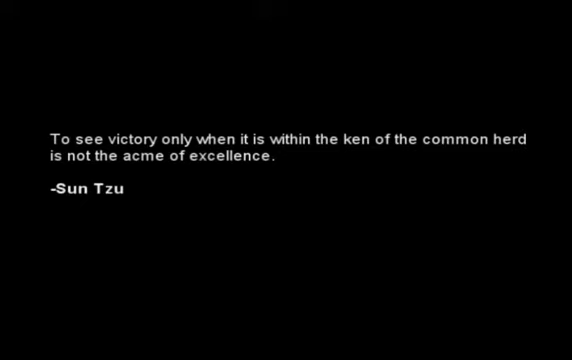 To see victory only when it is within the ken of the common herd
is not the acme of excellence.
-Sun Tzu